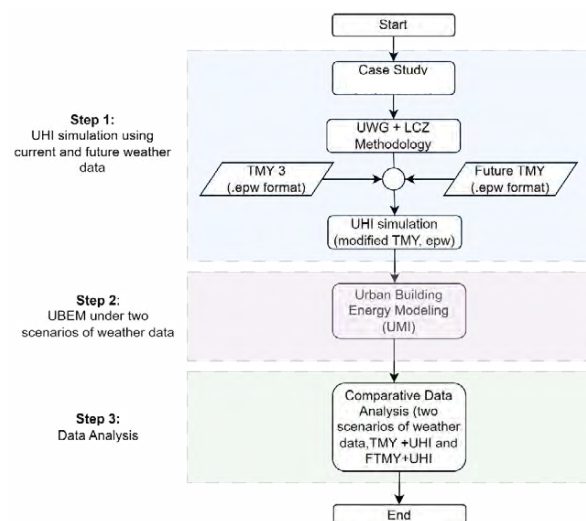 Start
Step 1:
UHI simulation using
current and future weather
data
Case Study
UWG + LCZ
Methodology
TMY 3
(.epw format)
Future TMY
(.epw format)
UHI simulation
(modified TMY, epw)
Step 2:
UBEM under two
scenarios of weather data
Urban Building
Energy Modeling
(UMI)
Step 3:
Data Analysis
Comparative Data
Analysis (two
scenarios of weather
data,TMY +UHI and
FTMY+UHI
End